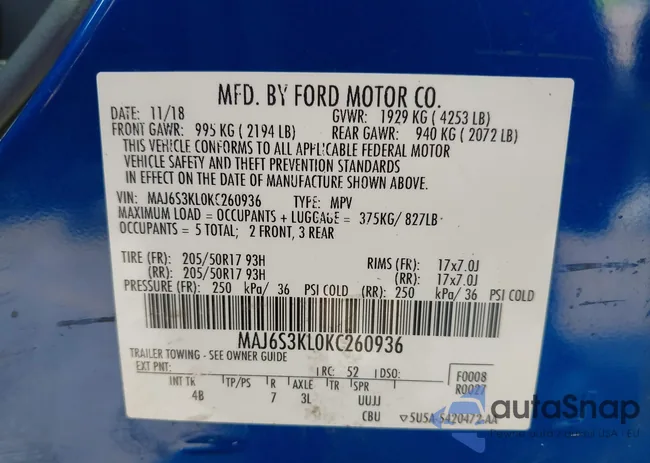 MFD. BY FORD MOTOR CO.
DATE: 11/18 GVWR: 1929 KG ( 4253 LB)
FRONT GAWR: 995 KG ( 2194 LB) REAR GAWR: 940 KG ( 2072 LB)
THIS VEHICLE CONFORMS TO ALL APPLICABLE FEDERAL MOTOR
VEHICLE SAFETY AND THEFT PREVENTION STANDARDS
IN EFFECT ON THE DATE OF MANUFACTURE SHOWN ABOVE.
VIN: MAJ6S3KL0KC260936 TYPE: MPV
MAXIMUM LOAD = OCCUPANTS + LUGGAGE = 375KG/ 827LB
OCCUPANTS = 5 TOTAL; 2 FRONT, 3 REAR
TIRE (FR): 205/50R17 93H RIMS (FR): 17x7.0J
(RR): 205/50R17 93H (RR): 17x7.0J
PRESSURE (FR): 250 kPa/ 36 PSI COLD (RR): 250 kPa/ 36 PSI COLD
MAJ6S3KL0KC260936
TRAILER TOWING - SEE OWNER GUIDE
EXT PNT: RC: 52 DSO: F0008
R0027
INT TR TP/PS R AXLE TR SPR
4B 7 3L UUJJ
CBU 5U5A-5420472-AA
autoSnap